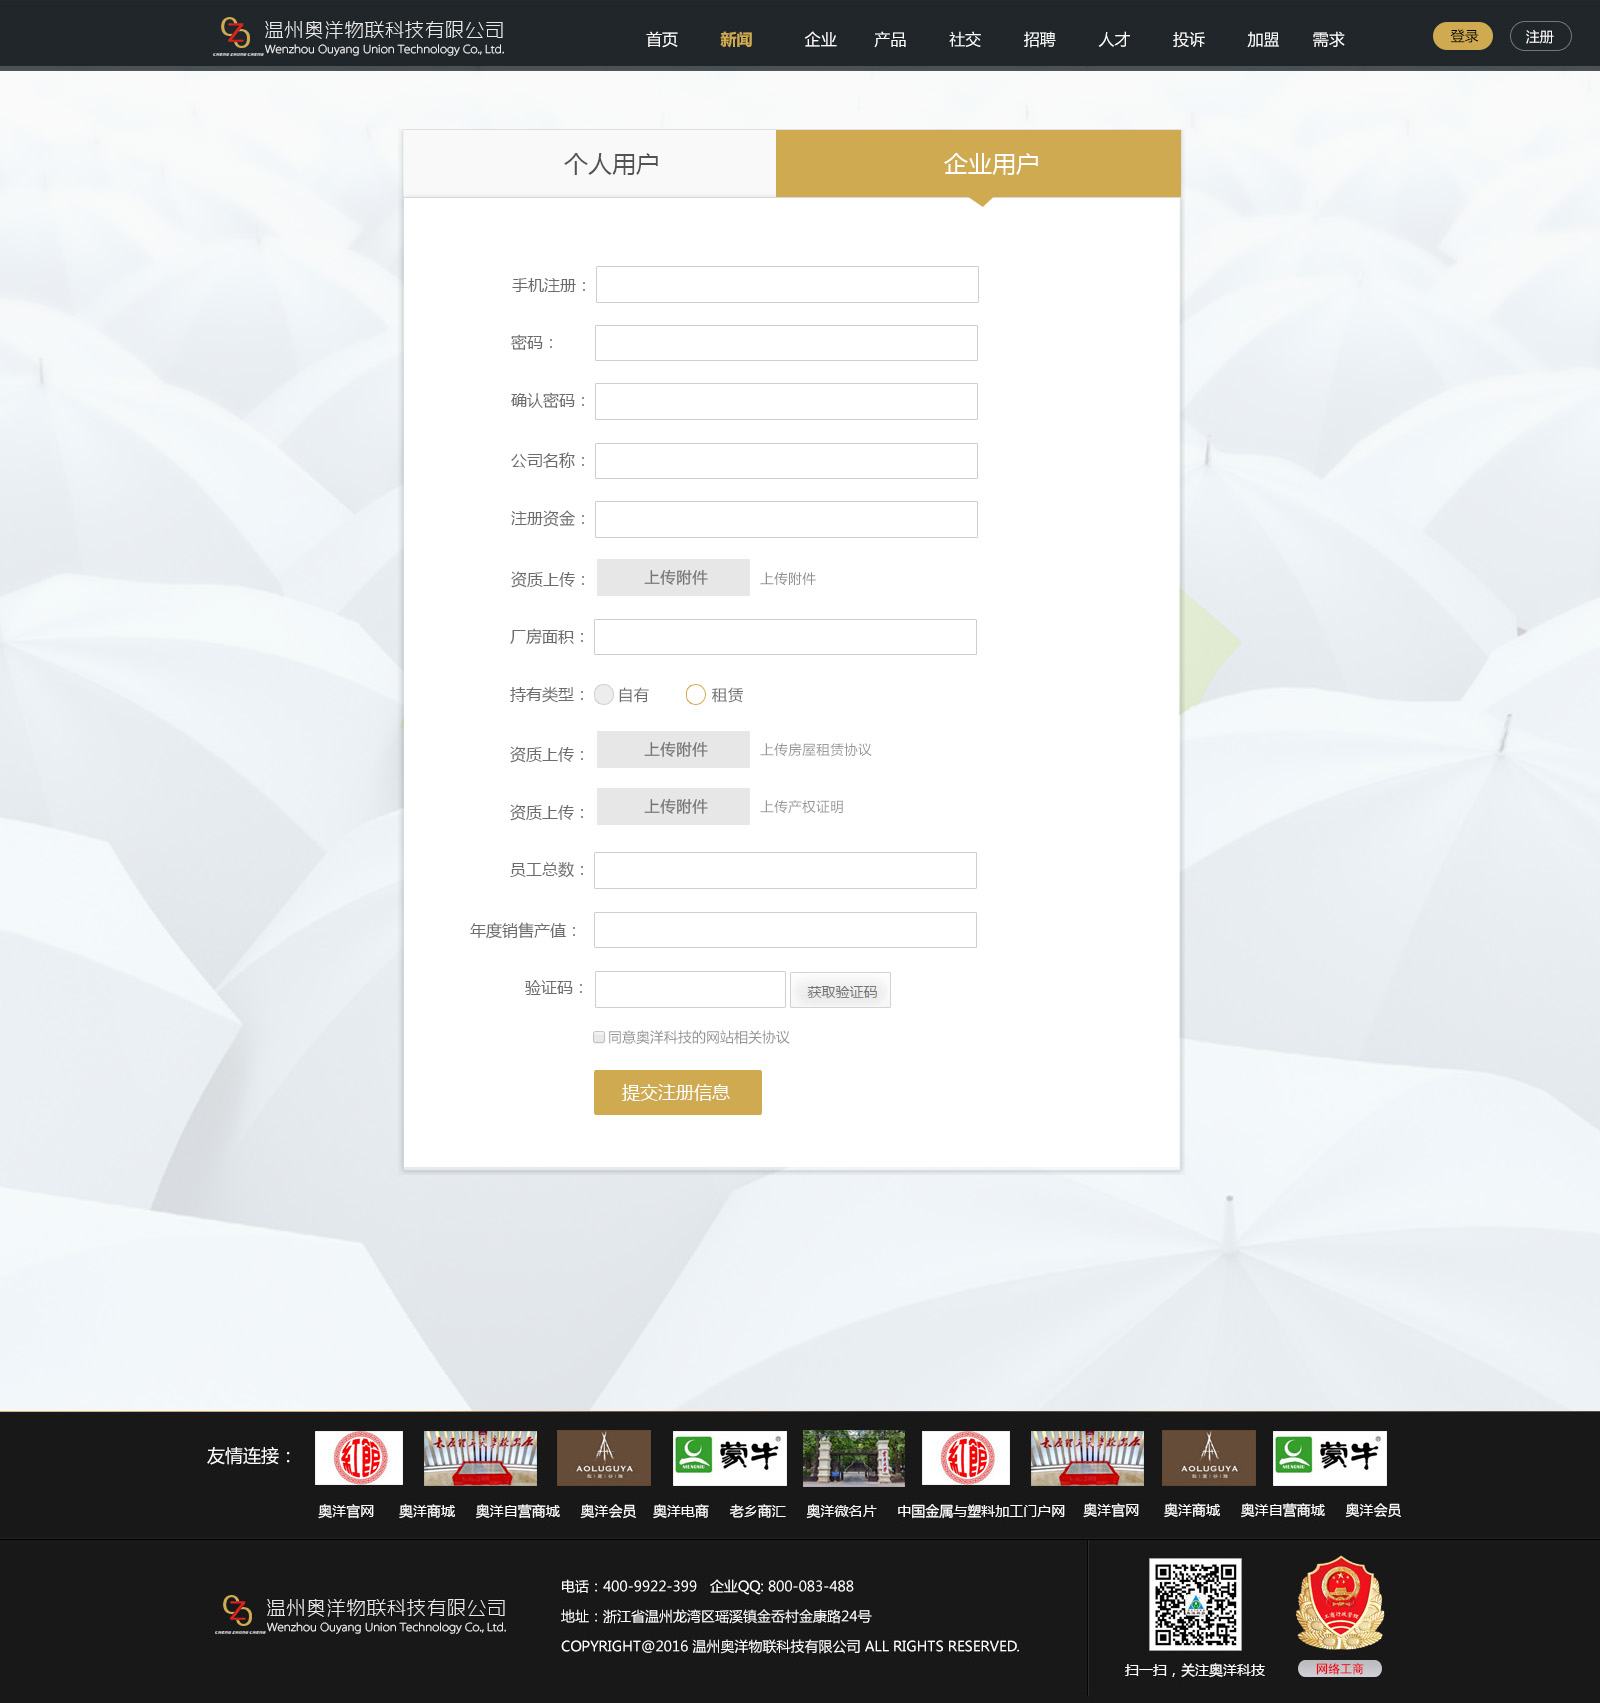 温州奥洋物联科技有限公司
Wenzhou Ouyang Union Technology Co., Ltd.
CHENG ZHONG CHENG
首页 新闻 企业 产品 社交 招聘 人才 投诉 加盟 需求
登录 注册
个人用户 企业用户
手机注册：
密码：
确认密码：
公司名称：
注册资金：
资质上传： 上传附件 上传附件
厂房面积：
持有类型： 自有 租赁
资质上传： 上传附件 上传房屋租赁协议
资质上传： 上传附件 上传产权证明
员工总数：
年度销售产值：
验证码： 获取验证码
同意奥洋科技的网站相关协议
提交注册信息
友情连接：
紅館 AOLUGUYA MENGNIU 蒙牛 紅館 AOLUGUYA MENGNIU 蒙牛
奥洋官网 奥洋商城 奥洋自营商城 奥洋会员 奥洋电商 老乡商汇 奥洋微名片 中国金属与塑料加工门户网 奥洋官网 奥洋商城 奥洋自营商城 奥洋会员
温州奥洋物联科技有限公司
Wenzhou Ouyang Union Technology Co., Ltd.
CHENG ZHONG CHENG
电话：400-9922-399 企业QQ: 800-083-488
地址：浙江省温州龙湾区瑶溪镇金岙村金康路24号
COPYRIGHT@2016 温州奥洋物联科技有限公司 ALL RIGHTS RESERVED.
扫一扫，关注奥洋科技
网络工商